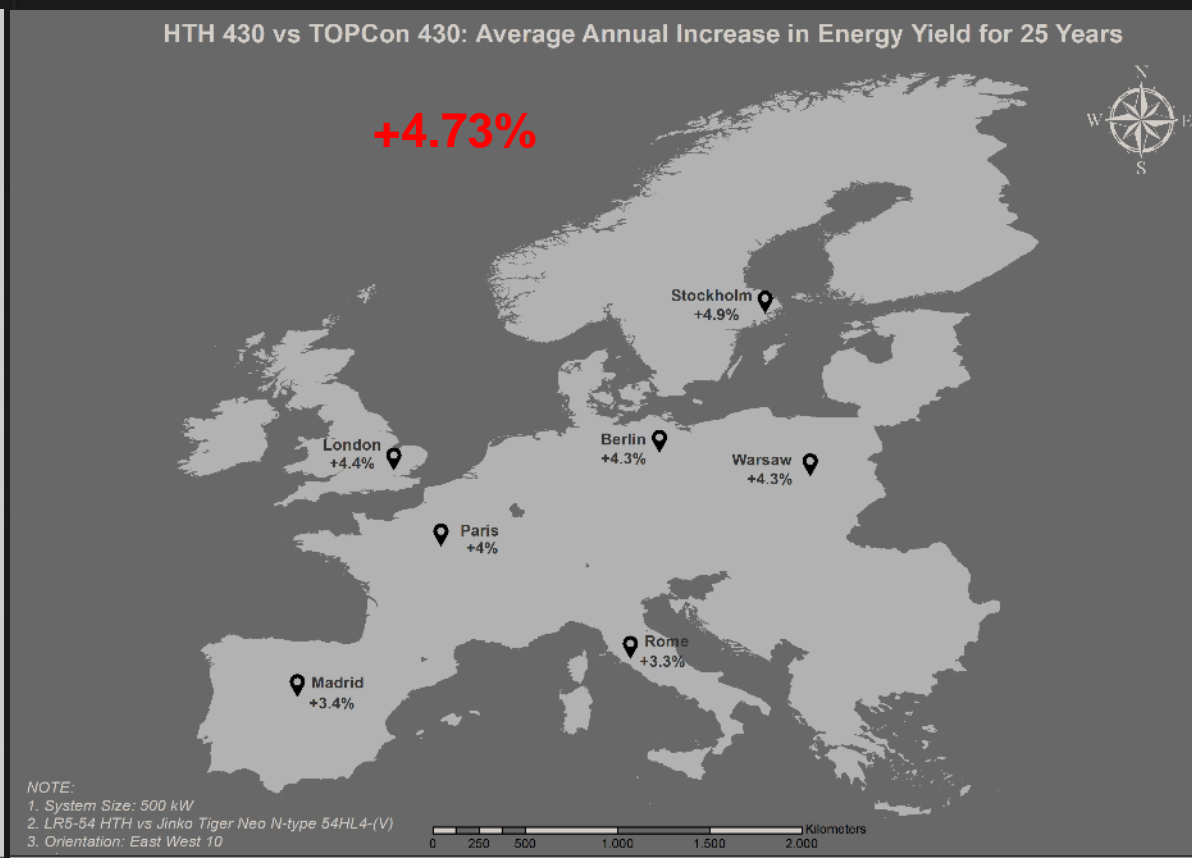 HTH 430 vs TOPCon 430: Average Annual Increase in Energy Yield for 25 Years
+4.73%
N
W
E
S
Stockholm
+4.9%
London
+4.4%
Berlin
+4.3%
Warsaw
+4.3%
Paris
+4%
Rome
+3.3%
Madrid
+3.4%
NOTE:
1. System Size: 500 kW
2. LR5-54 HTH vs Jinko Tiger Neo N-type 54HL4-(V)
3. Orientation: East West 10
Kilometers
0 250 500 1.000 1.500 2.000